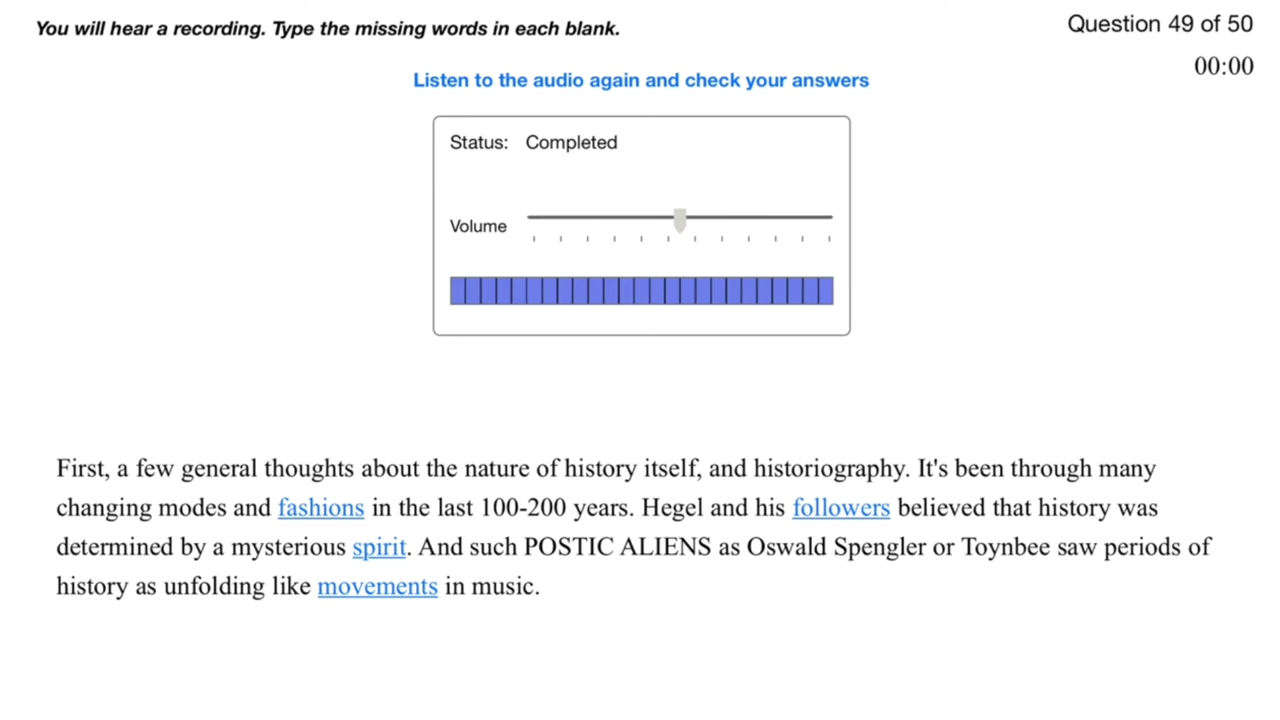 You will hear a recording. Type the missing words in each blank.
Question 49 of 50
00:00
Listen to the audio again and check your answers
Status: Completed
Volume
First, a few general thoughts about the nature of history itself, and historiography. It's been through many
changing modes and fashions in the last 100-200 years. Hegel and his followers believed that history was
determined by a mysterious spirit. And such POSTIC ALIENS as Oswald Spengler or Toynbee saw periods of
history as unfolding like movements in music.